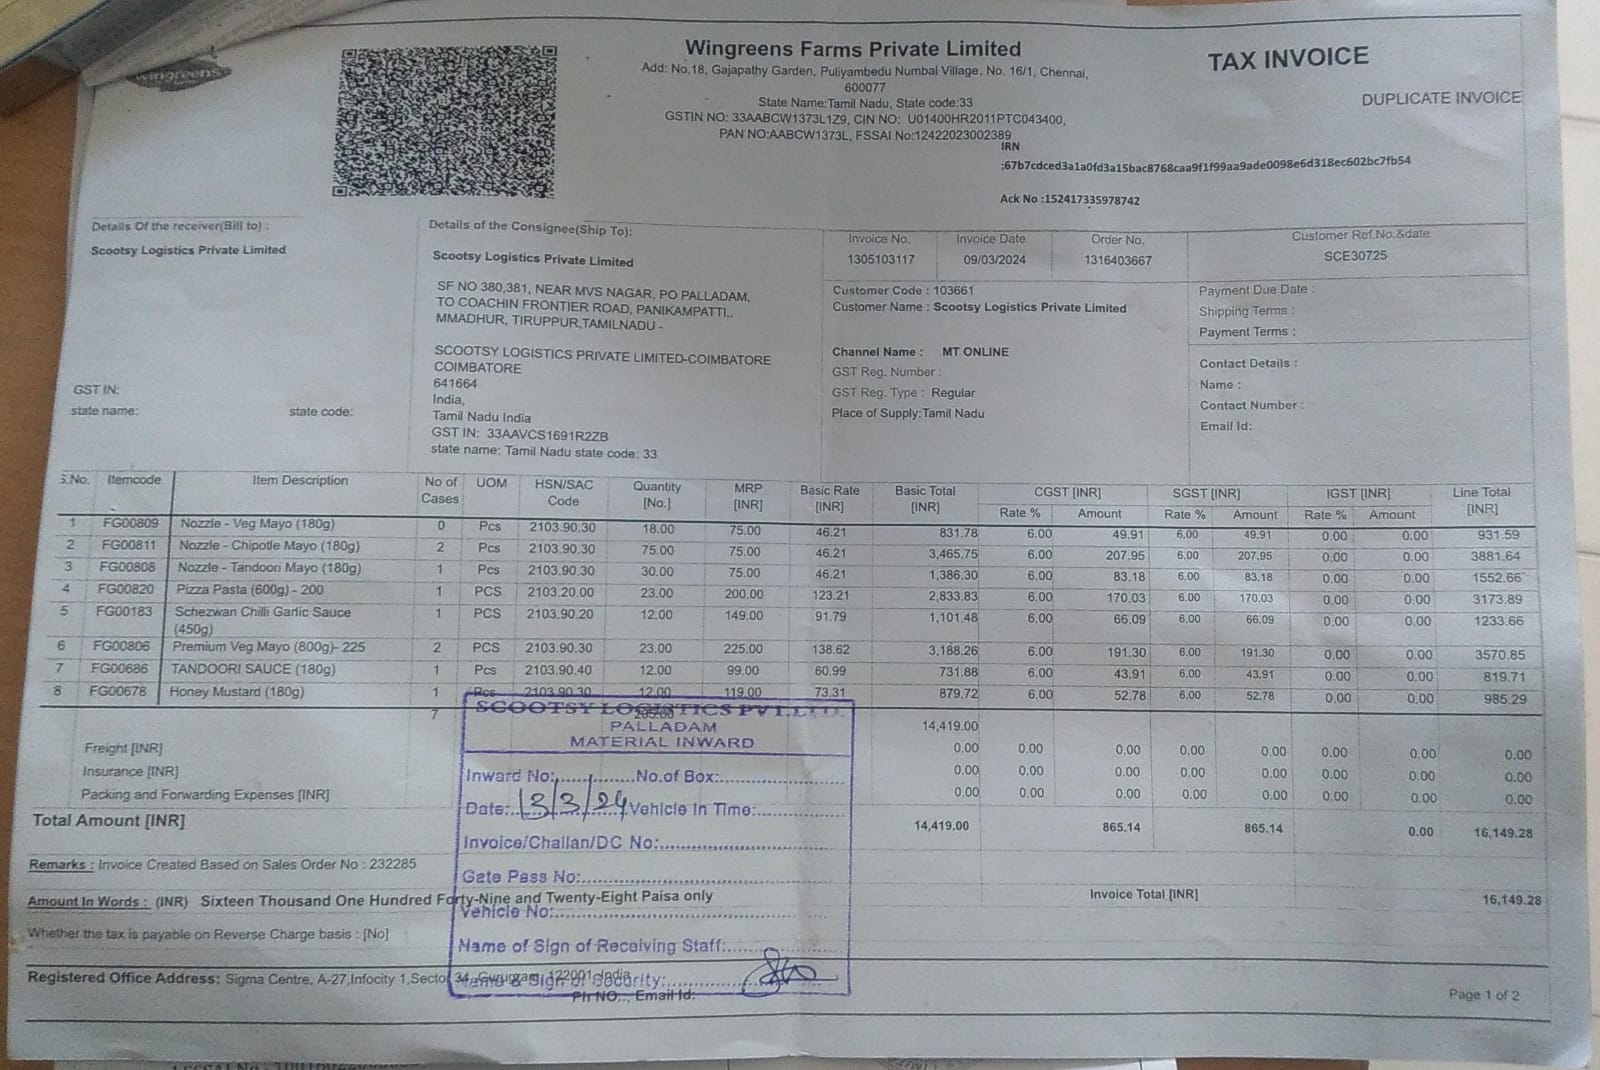 wingreens
Wingreens Farms Private Limited
Add: No.18, Gajapathy Garden, Puliyambedu Numbal Village, No. 16/1, Chennai,
600077
State Name:Tamil Nadu, State code:33
GSTIN NO: 33AABCW1373L1Z9, CIN NO: U01400HR2011PTC043400,
PAN NO:AABCW1373L, FSSAI No:12422023002389
TAX INVOICE
DUPLICATE INVOICE
IRN
:67b7cdced3a1a0fd3a15bac8768caa9f1f99aa9ade0098e6d318ec602bc7fb54
Ack No :152417335978742
Details Of the receiver(Bill to) :
Scootsy Logistics Private Limited
GST IN:
state name: state code:
Details of the Consignee(Ship To):
Scootsy Logistics Private Limited
SF NO 380,381, NEAR MVS NAGAR, PO PALLADAM,
TO COACHIN FRONTIER ROAD, PANIKAMPATTI,,
MMADHUR, TIRUPPUR,TAMILNADU -
SCOOTSY LOGISTICS PRIVATE LIMITED-COIMBATORE
COIMBATORE
641664
India,
Tamil Nadu India
GST IN: 33AAVCS1691R2ZB
state name: Tamil Nadu state code: 33
Invoice No. Invoice Date Order No.
1305103117 09/03/2024 1316403667
Customer Code : 103661
Customer Name : Scootsy Logistics Private Limited
Channel Name : MT ONLINE
GST Reg. Number :
GST Reg. Type : Regular
Place of Supply:Tamil Nadu
Customer Ref.No.&date
SCE30725
Payment Due Date :
Shipping Terms :
Payment Terms :
Contact Details :
Name :
Contact Number :
Email Id:
S.No. Itemcode Item Description No of Cases UOM HSN/SAC Code Quantity [No.] MRP [INR] Basic Rate [INR] Basic Total [INR] CGST [INR] SGST [INR] IGST [INR] Line Total [INR]
Rate % Amount Rate % Amount Rate % Amount
1 FG00809 Nozzle - Veg Mayo (180g) 0 Pcs 2103.90.30 18.00 75.00 46.21 831.78 6.00 49.91 6.00 49.91 0.00 0.00 931.59
2 FG00811 Nozzle - Chipotle Mayo (180g) 2 Pcs 2103.90.30 75.00 75.00 46.21 3,465.75 6.00 207.95 6.00 207.95 0.00 0.00 3881.64
3 FG00808 Nozzle - Tandoori Mayo (180g) 1 Pcs 2103.90.30 30.00 75.00 46.21 1,386.30 6.00 83.18 6.00 83.18 0.00 0.00 1552.66
4 FG00820 Pizza Pasta (600g) - 200 1 PCS 2103.20.00 23.00 200.00 123.21 2,833.83 6.00 170.03 6.00 170.03 0.00 0.00 3173.89
5 FG00183 Schezwan Chilli Garlic Sauce 1 PCS 2103.90.20 12.00 149.00 91.79 1,101.48 6.00 66.09 6.00 66.09 0.00 0.00 1233.66
(450g)
6 FG00806 Premium Veg Mayo (800g)- 225 2 PCS 2103.90.30 23.00 225.00 138.62 3,188.26 6.00 191.30 6.00 191.30 0.00 0.00 3570.85
7 FG00686 TANDOORI SAUCE (180g) 1 Pcs 2103.90.40 12.00 99.00 60.99 731.88 6.00 43.91 6.00 43.91 0.00 0.00 819.71
8 FG00678 Honey Mustard (180g) 1 Pcs 2103.90.30 12.00 119.00 73.31 879.72 6.00 52.78 6.00 52.78 0.00 0.00 985.29
7 205.00 14,419.00
Freight [INR] 0.00 0.00 0.00 0.00 0.00 0.00 0.00 0.00
Insurance [INR] 0.00 0.00 0.00 0.00 0.00 0.00 0.00 0.00
Packing and Forwarding Expenses [INR] 0.00 0.00 0.00 0.00 0.00 0.00 0.00 0.00
Total Amount [INR] 14,419.00 865.14 865.14 0.00 16,149.28
SCOOTSY LOGISTICS PVT.LTD.
PALLADAM
MATERIAL INWARD
Inward No:..............No.of Box:..................
Date:..13/3/24.Vehicle In Time:..............
Invoice/Challan/DC No:..........................
Gate Pass No:........................................
Vehicle No:............................................
Name of Sign of Receiving Staff:..............
Name & Sign of Security:........................
Remarks : Invoice Created Based on Sales Order No : 232285
Amount In Words : (INR) Sixteen Thousand One Hundred Forty-Nine and Twenty-Eight Paisa only
Invoice Total [INR] 16,149.28
Whether the tax is payable on Reverse Charge basis : [No]
Registered Office Address: Sigma Centre, A-27,Infocity 1,Sector 34, Gurugram, 122001, India
Ph NO.., Email Id:
Page 1 of 2